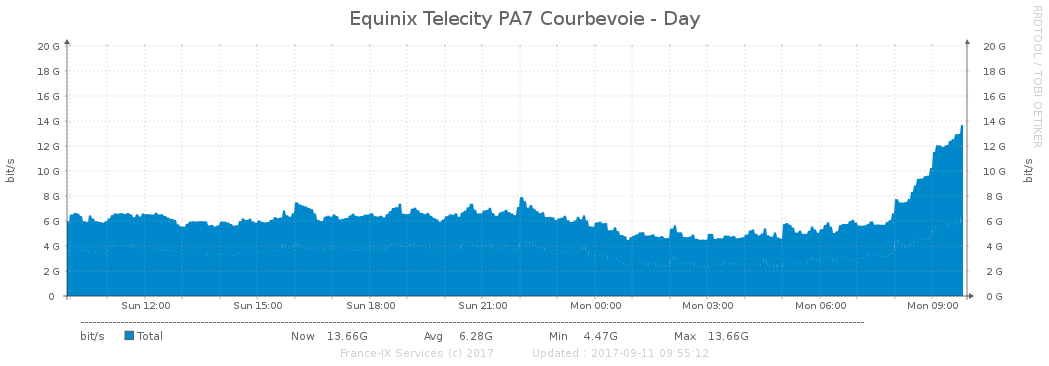 Equinix Telecity PA7 Courbevoie - Day
RRDTOOL / TOBI OETIKER
bit/s
20 G 20 G
18 G 18 G
16 G 16 G
14 G 14 G
12 G 12 G
10 G 10 G
8 G 8 G
6 G 6 G
4 G 4 G
2 G 2 G
0 0 G
bit/s
Sun 12:00 Sun 15:00 Sun 18:00 Sun 21:00 Mon 00:00 Mon 03:00 Mon 06:00 Mon 09:00
bit/s Total Now 13.66G Avg 6.28G Min 4.47G Max 13.66G
France-IX Services (c) 2017 Updated : 2017-09-11 09:55:12